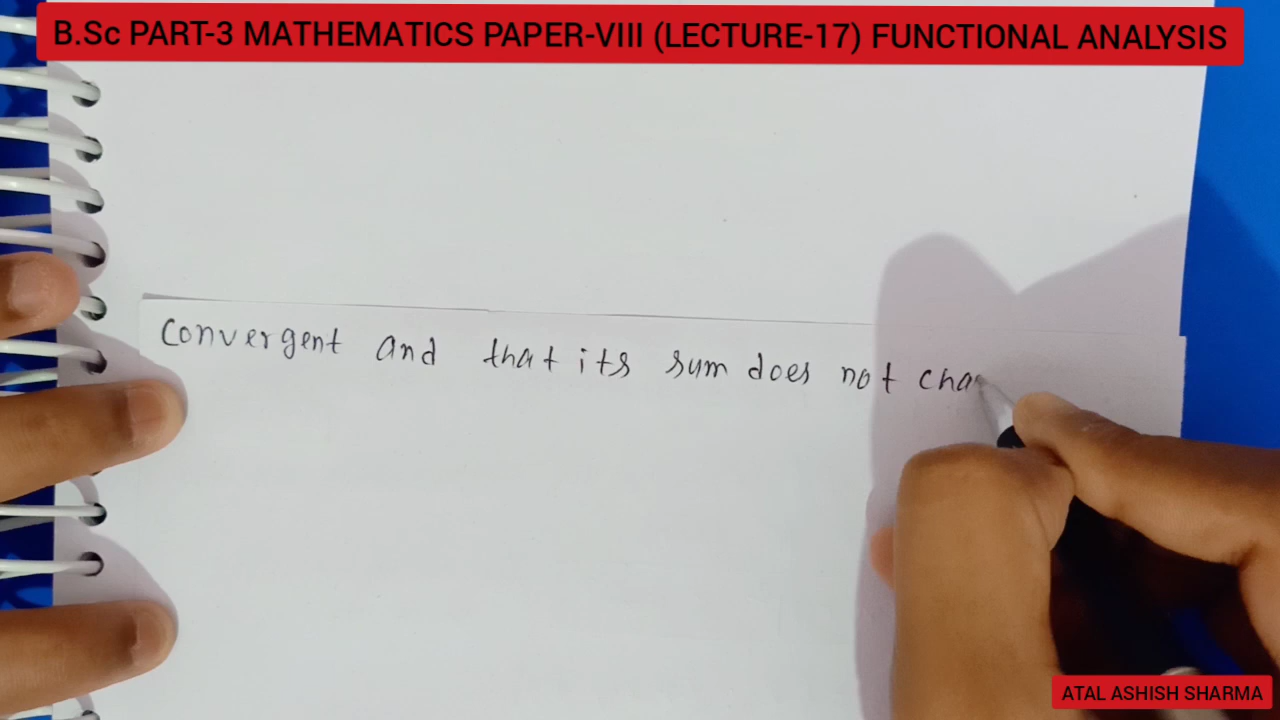 B.Sc PART-3 MATHEMATICS PAPER-VIII (LECTURE-17) FUNCTIONAL ANALYSIS
convergent and that its sum does not cha
ATAL ASHISH SHARMA